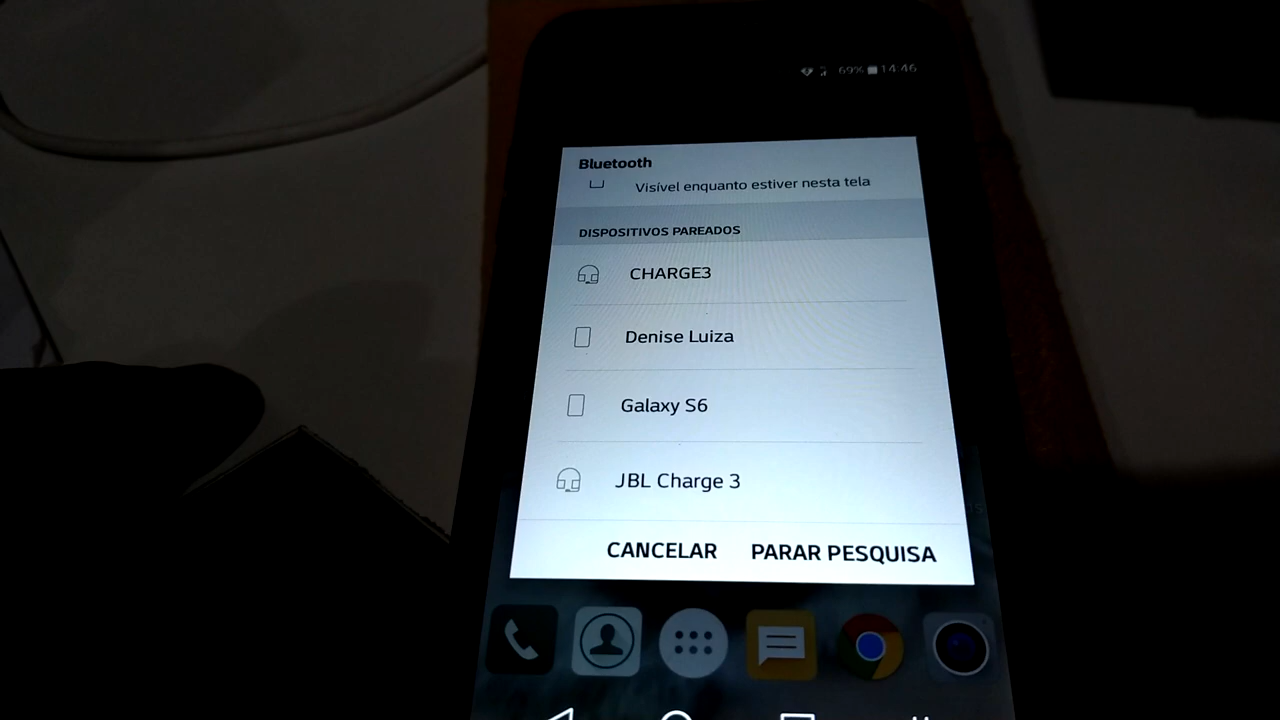 69% 14:46
Bluetooth
Visível enquanto estiver nesta tela
DISPOSITIVOS PAREADOS
CHARGE3
Denise Luiza
Galaxy S6
JBL Charge 3
CANCELAR PARAR PESQUISA